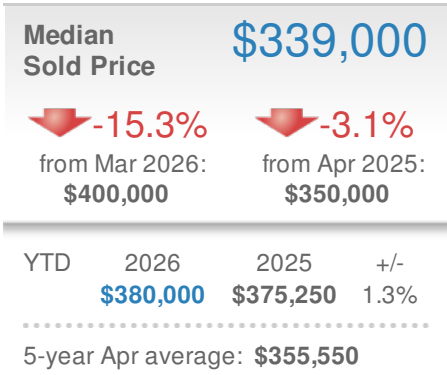 Median $339,000
Sold Price
-15.3% -3.1%
from Mar 2026: from Apr 2025:
$400,000 $350,000
YTD 2026 2025 +/-
$380,000 $375,250 1.3%
5-year Apr average: $355,550